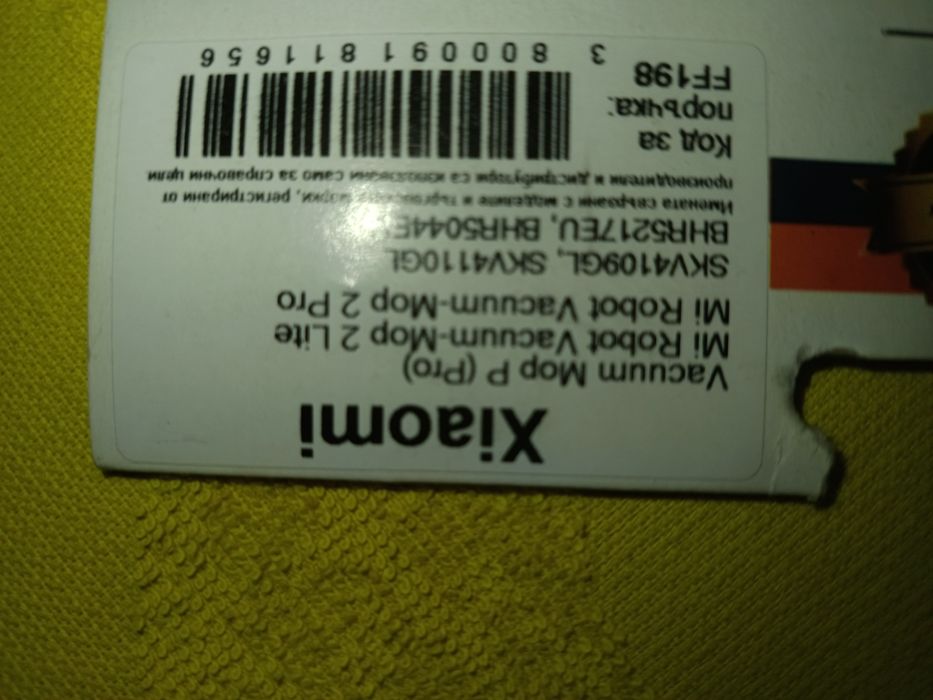 Xiaomi
Vacuum Mop P (Pro)
Mi Robot Vacuum-Mop 2 Lite
Mi Robot Vacuum-Mop 2 Pro
SKV4109GL, SKV4110GL
BHR5217EU, BHR5044E
Имената свързани с моделите и търговските марки, регистрирани от
производители и дистрибутори са използвани само за справочни цели
Код за
поръчка:
FF198
3 800091 811656